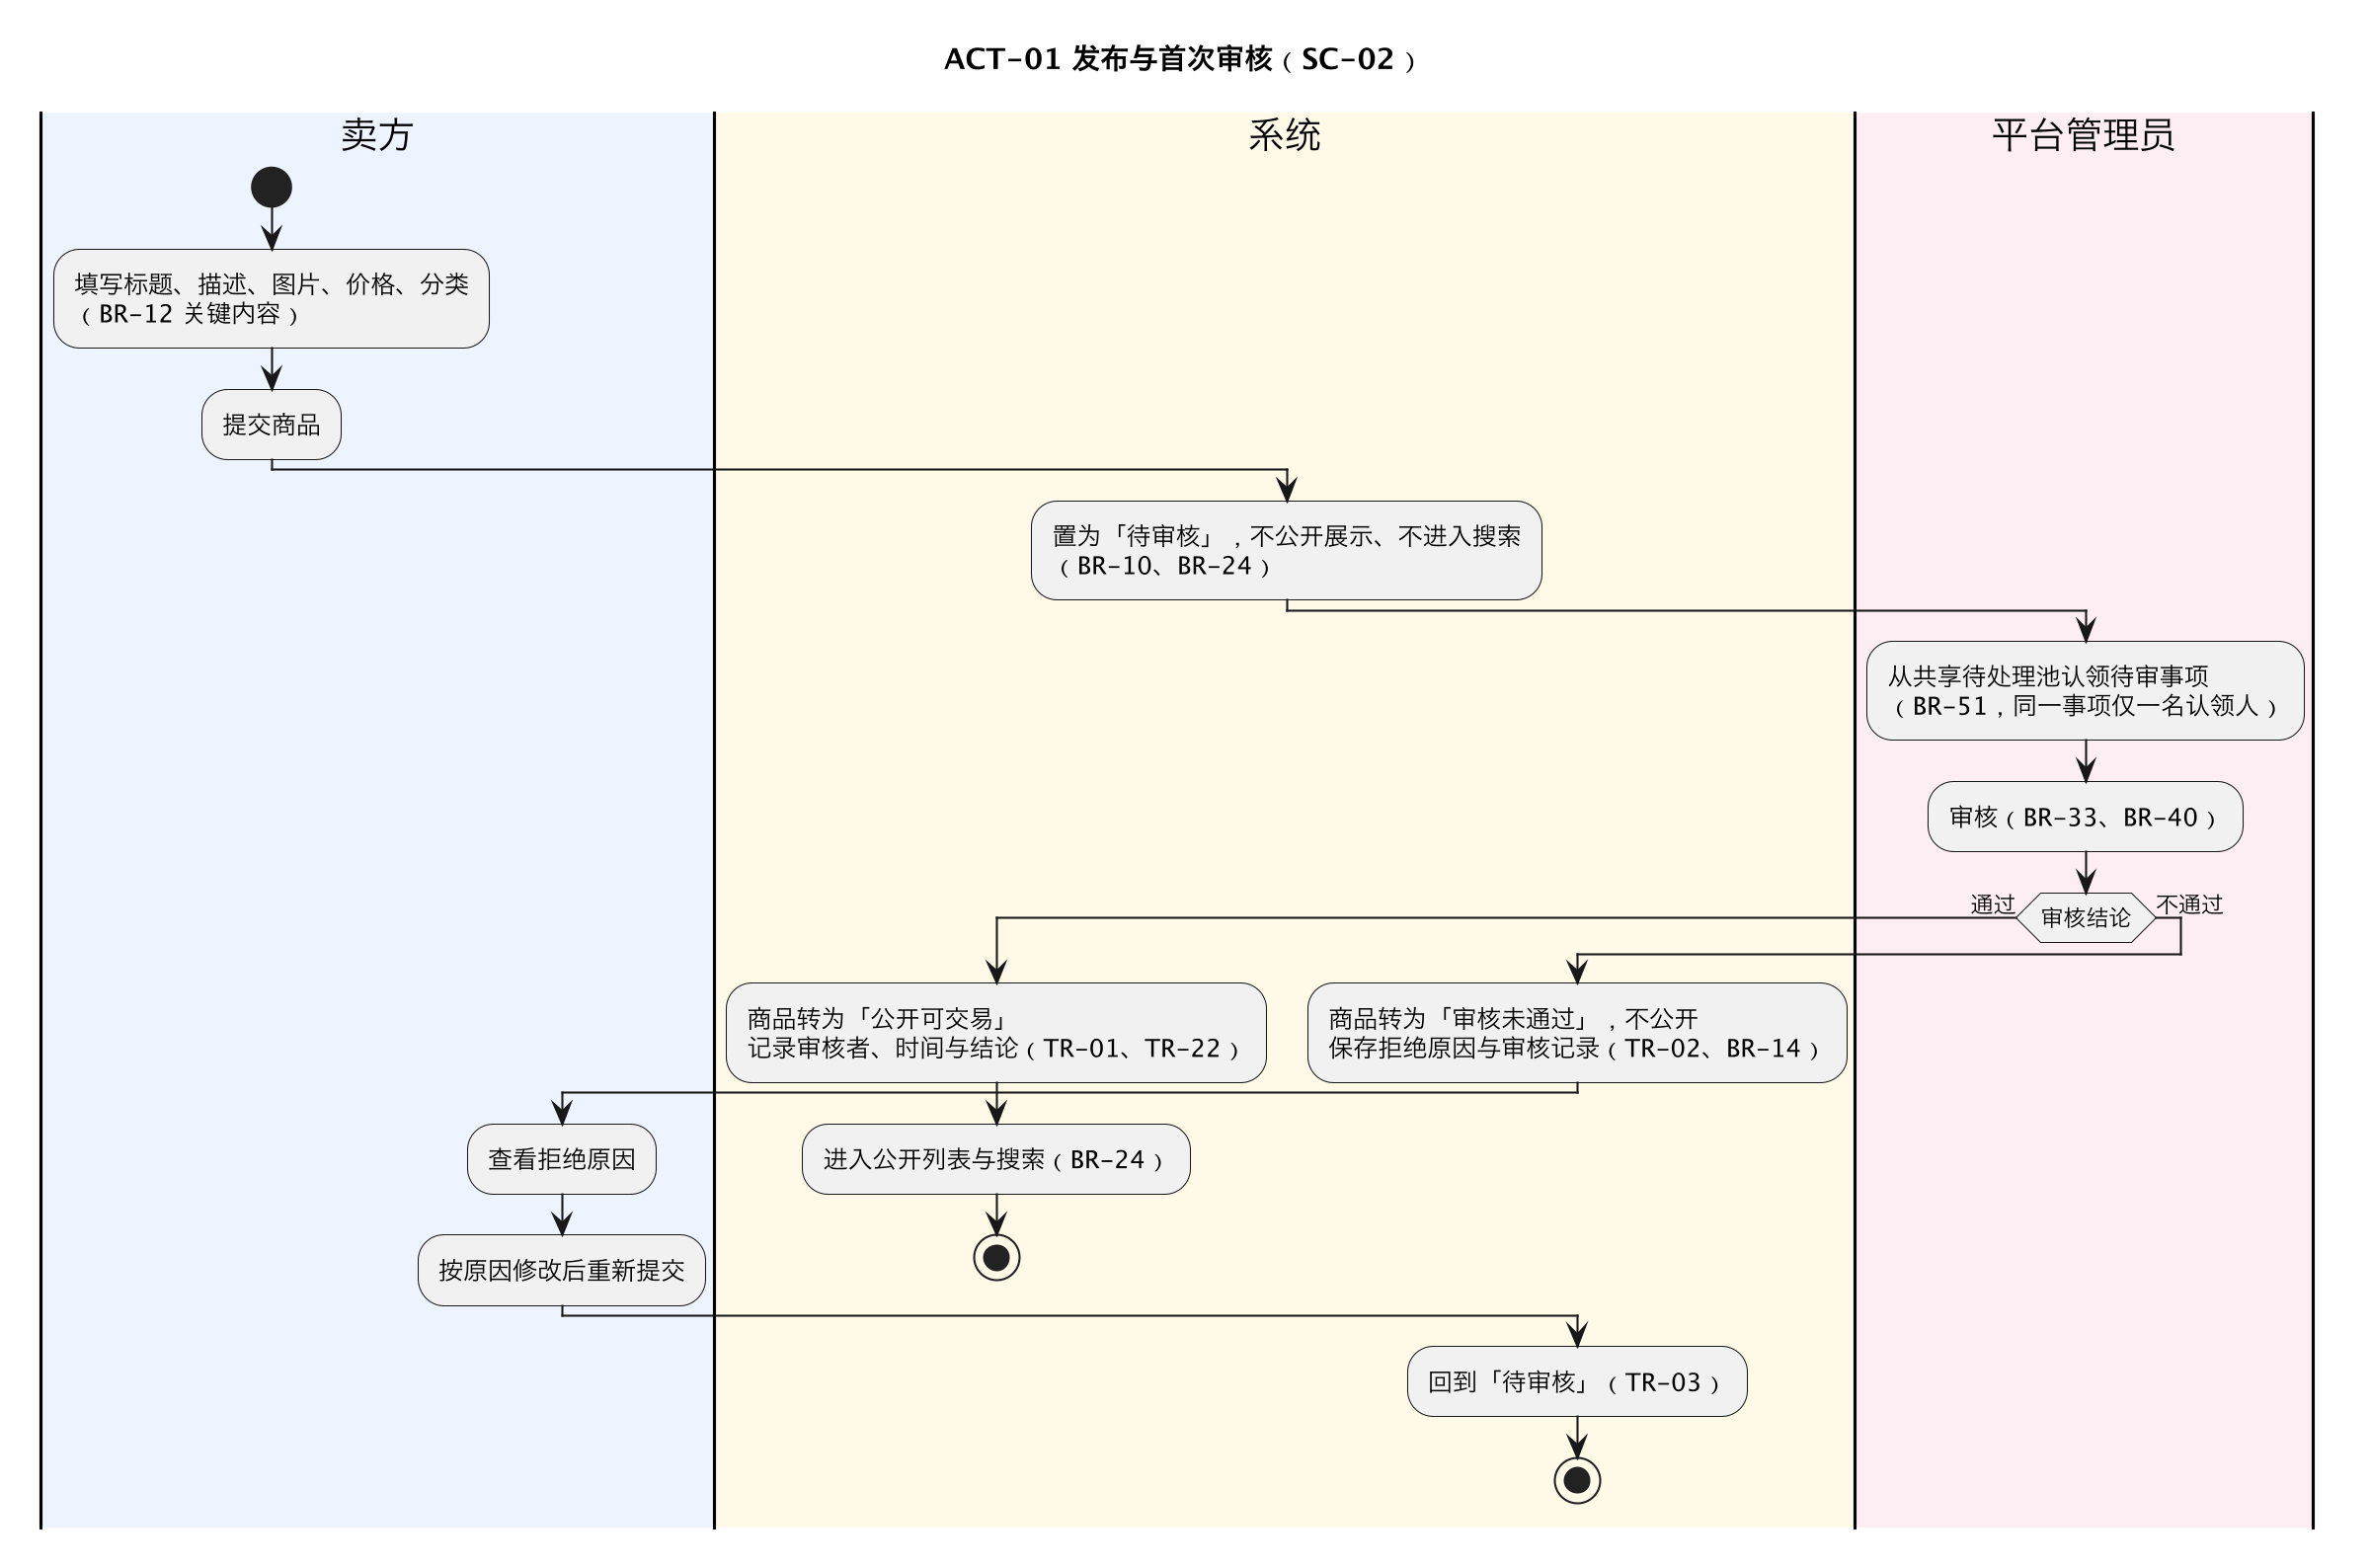 ACT-01 发布与首次审核（SC-02）
卖方
系统
平台管理员
填写标题、描述、图片、价格、分类
（BR-12 关键内容）
提交商品
置为「待审核」，不公开展示、不进入搜索
（BR-10、BR-24）
从共享待处理池认领待审事项
（BR-51，同一事项仅一名认领人）
审核（BR-33、BR-40）
通过
审核结论
不通过
商品转为「公开可交易」
记录审核者、时间与结论（TR-01、TR-22）
商品转为「审核未通过」，不公开
保存拒绝原因与审核记录（TR-02、BR-14）
查看拒绝原因
进入公开列表与搜索（BR-24）
按原因修改后重新提交
回到「待审核」（TR-03）